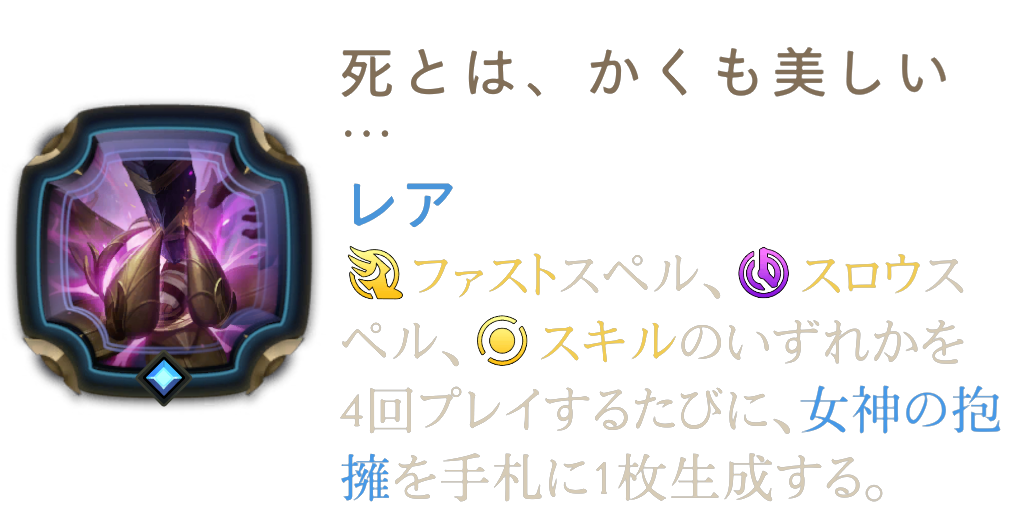 死とは、かくも美しい
…
レア
ファストスペル、スロウス
ペル、スキルのいずれかを
4回プレイするたびに、女神の抱
擁を手札に1枚生成する。